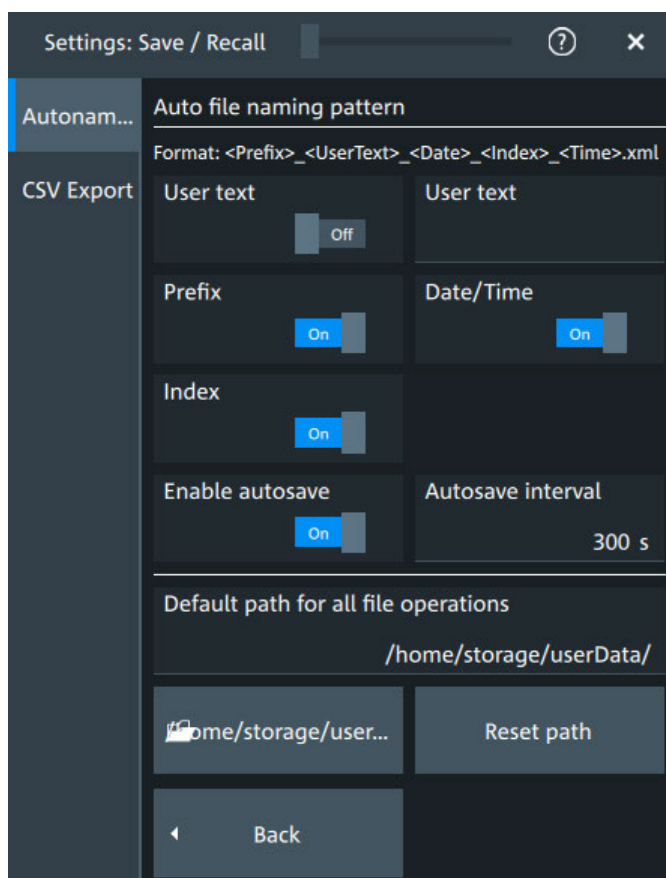 Settings: Save / Recall ?
Autonam...
Auto file naming pattern
Format: <Prefix>_<UserText>_<Date>_<Index>_<Time>.xml
CSV Export
User text
Off
User text
Prefix
On
Date/Time
On
Index
On
Enable autosave
On
Autosave interval
300 s
Default path for all file operations
/home/storage/userData/
ome/storage/user...
Reset path
Back